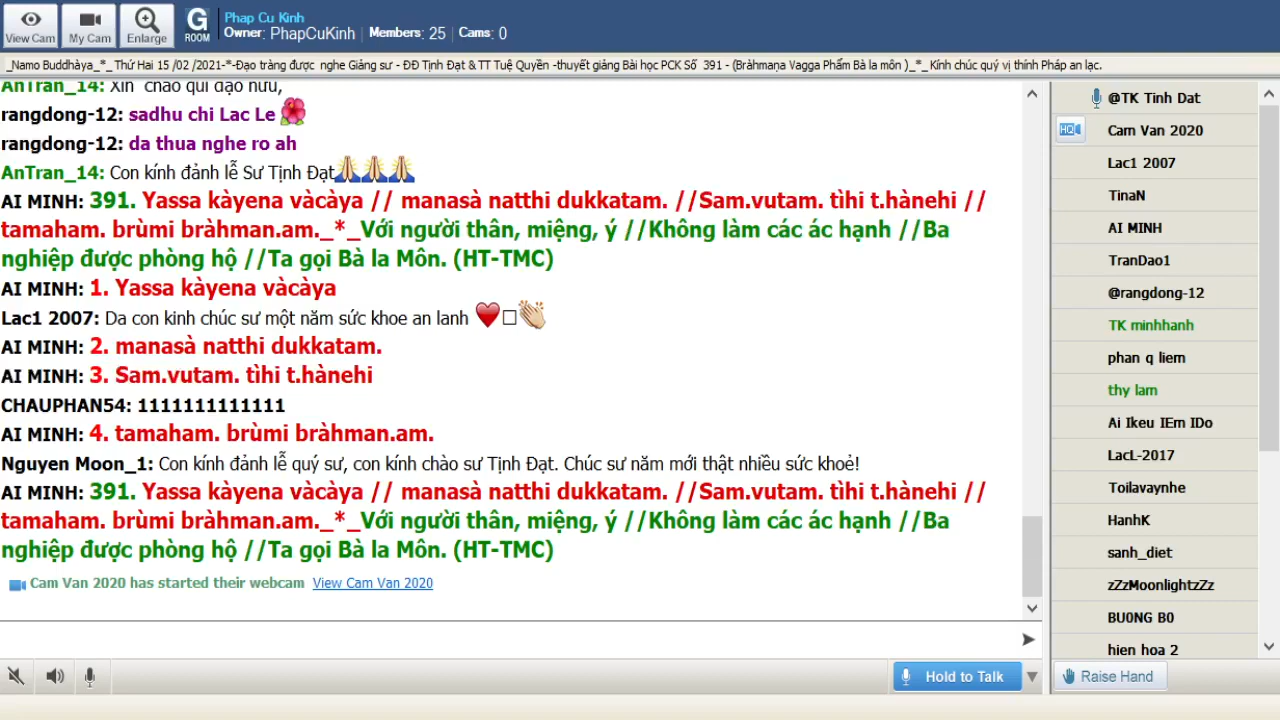 View Cam
My Cam
Enlarge
G
ROOM
Phap Cu Kinh
Owner: PhapCuKinh | Members: 25 | Cams: 0
_Namo Buddhàya_*_ Thứ Hai 15 /02 /2021-*-Đạo tràng được nghe Giảng sư - ĐĐ Tịnh Đạt & TT Tuệ Quyền -thuyết giảng Bài học PCK Số 391 - (Bràhmaṇa Vagga Phẩm Bà la môn )_*_ Kính chúc quý vị thính Pháp an lạc.
AnTran_14: Xin chào quí đạo hữu,
rangdong-12: sadhu chi Lac Le
rangdong-12: da thua nghe ro ah
AnTran_14: Con kính đảnh lễ Sư Tịnh Đạt
AI MINH: 391. Yassa kàyena vàcàya // manasà natthi dukkatam. //Sam.vutam. tìhi t.hànehi //
tamaham. brùmi bràhman.am._*_Với người thân, miệng, ý //Không làm các ác hạnh //Ba
nghiệp được phòng hộ //Ta gọi Bà la Môn. (HT-TMC)
AI MINH: 1. Yassa kàyena vàcàya
Lac1 2007: Da con kinh chúc sư một năm sức khoe an lanh
AI MINH: 2. manasà natthi dukkatam.
AI MINH: 3. Sam.vutam. tìhi t.hànehi
CHAUPHAN54: 1111111111111
AI MINH: 4. tamaham. brùmi bràhman.am.
Nguyen Moon_1: Con kính đảnh lễ quý sư, con kính chào sư Tịnh Đạt. Chúc sư năm mới thật nhiều sức khoẻ!
AI MINH: 391. Yassa kàyena vàcàya // manasà natthi dukkatam. //Sam.vutam. tìhi t.hànehi //
tamaham. brùmi bràhman.am._*_Với người thân, miệng, ý //Không làm các ác hạnh //Ba
nghiệp được phòng hộ //Ta gọi Bà la Môn. (HT-TMC)
Cam Van 2020 has started their webcam View Cam Van 2020
Hold to Talk
@TK Tinh Dat
HQ
Cam Van 2020
Lac1 2007
TinaN
AI MINH
TranDao1
@rangdong-12
TK minhhanh
phan q liem
thy lam
Ai Ikeu IEm IDo
LacL-2017
Toilavaynhe
HanhK
sanh_diet
zZzMoonlightzZz
BU0NG B0
hien hoa 2
Raise Hand